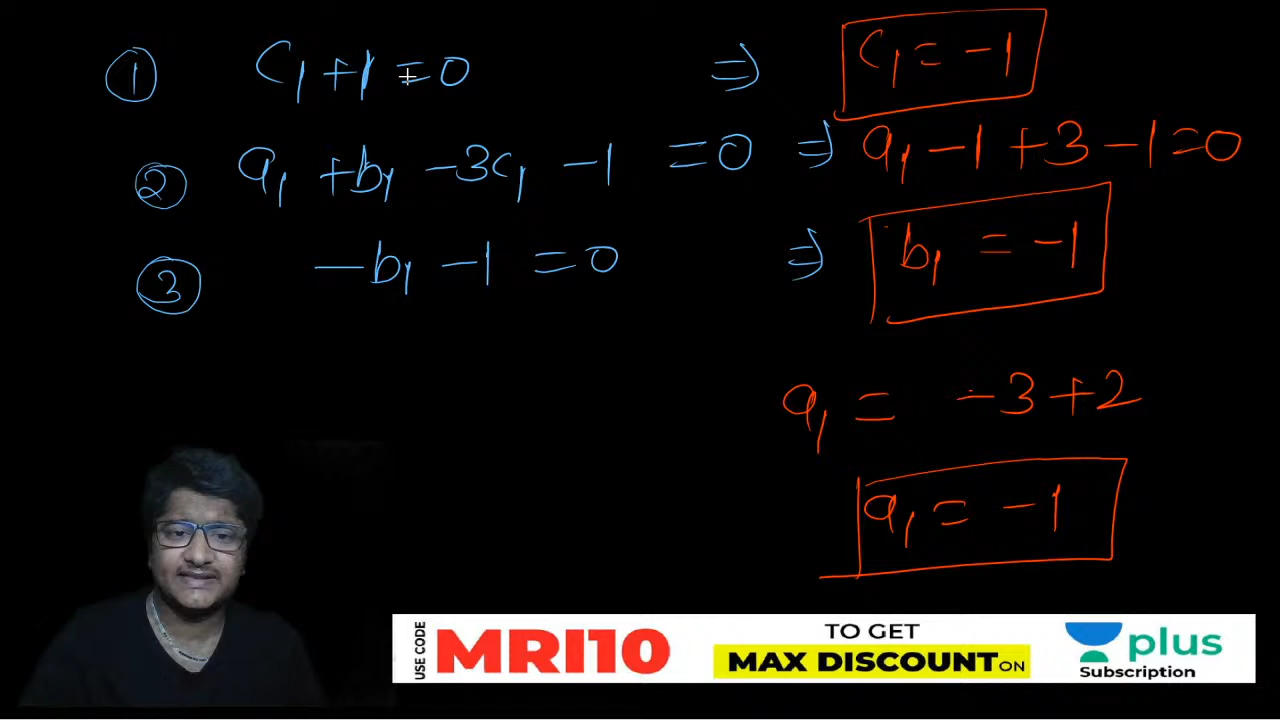 ① c₁ + 1 = 0 ⇒ c₁ = -1
② a₁ + b₁ - 3c₁ - 1 = 0 ⇒ a₁ - 1 + 3 - 1 = 0
③ - b₁ - 1 = 0 ⇒ b₁ = -1
a₁ = -3 + 2
a₁ = -1
USE CODE
MRI10
TO GET
MAX DISCOUNT ON
plus
Subscription